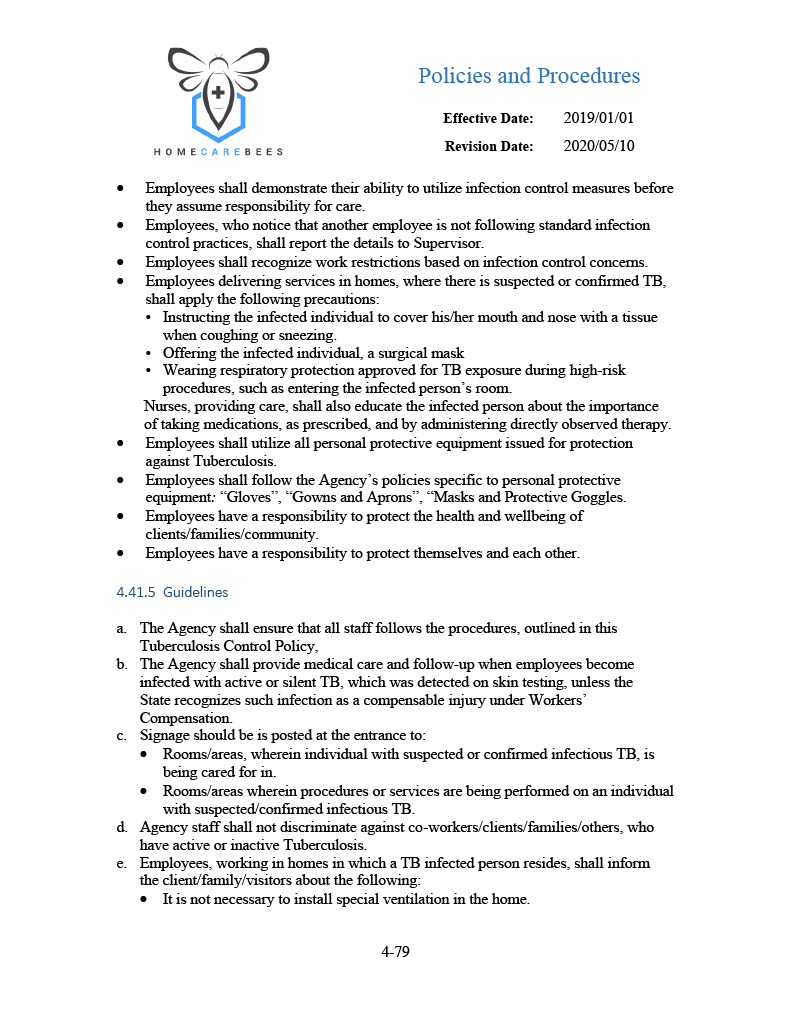 HOMECAREBEES
Policies and Procedures
Effective Date: 2019/01/01
Revision Date: 2020/05/10
• Employees shall demonstrate their ability to utilize infection control measures before
they assume responsibility for care.
• Employees, who notice that another employee is not following standard infection
control practices, shall report the details to Supervisor.
• Employees shall recognize work restrictions based on infection control concerns.
• Employees delivering services in homes, where there is suspected or confirmed TB,
shall apply the following precautions:
• Instructing the infected individual to cover his/her mouth and nose with a tissue
when coughing or sneezing.
• Offering the infected individual, a surgical mask
• Wearing respiratory protection approved for TB exposure during high-risk
procedures, such as entering the infected person’s room.
Nurses, providing care, shall also educate the infected person about the importance
of taking medications, as prescribed, and by administering directly observed therapy.
• Employees shall utilize all personal protective equipment issued for protection
against Tuberculosis.
• Employees shall follow the Agency’s policies specific to personal protective
equipment: “Gloves”, “Gowns and Aprons”, “Masks and Protective Goggles.
• Employees have a responsibility to protect the health and wellbeing of
clients/families/community.
• Employees have a responsibility to protect themselves and each other.
4.41.5 Guidelines
a. The Agency shall ensure that all staff follows the procedures, outlined in this
Tuberculosis Control Policy,
b. The Agency shall provide medical care and follow-up when employees become
infected with active or silent TB, which was detected on skin testing, unless the
State recognizes such infection as a compensable injury under Workers’
Compensation.
c. Signage should be is posted at the entrance to:
• Rooms/areas, wherein individual with suspected or confirmed infectious TB, is
being cared for in.
• Rooms/areas wherein procedures or services are being performed on an individual
with suspected/confirmed infectious TB.
d. Agency staff shall not discriminate against co-workers/clients/families/others, who
have active or inactive Tuberculosis.
e. Employees, working in homes in which a TB infected person resides, shall inform
the client/family/visitors about the following:
• It is not necessary to install special ventilation in the home.
4-79